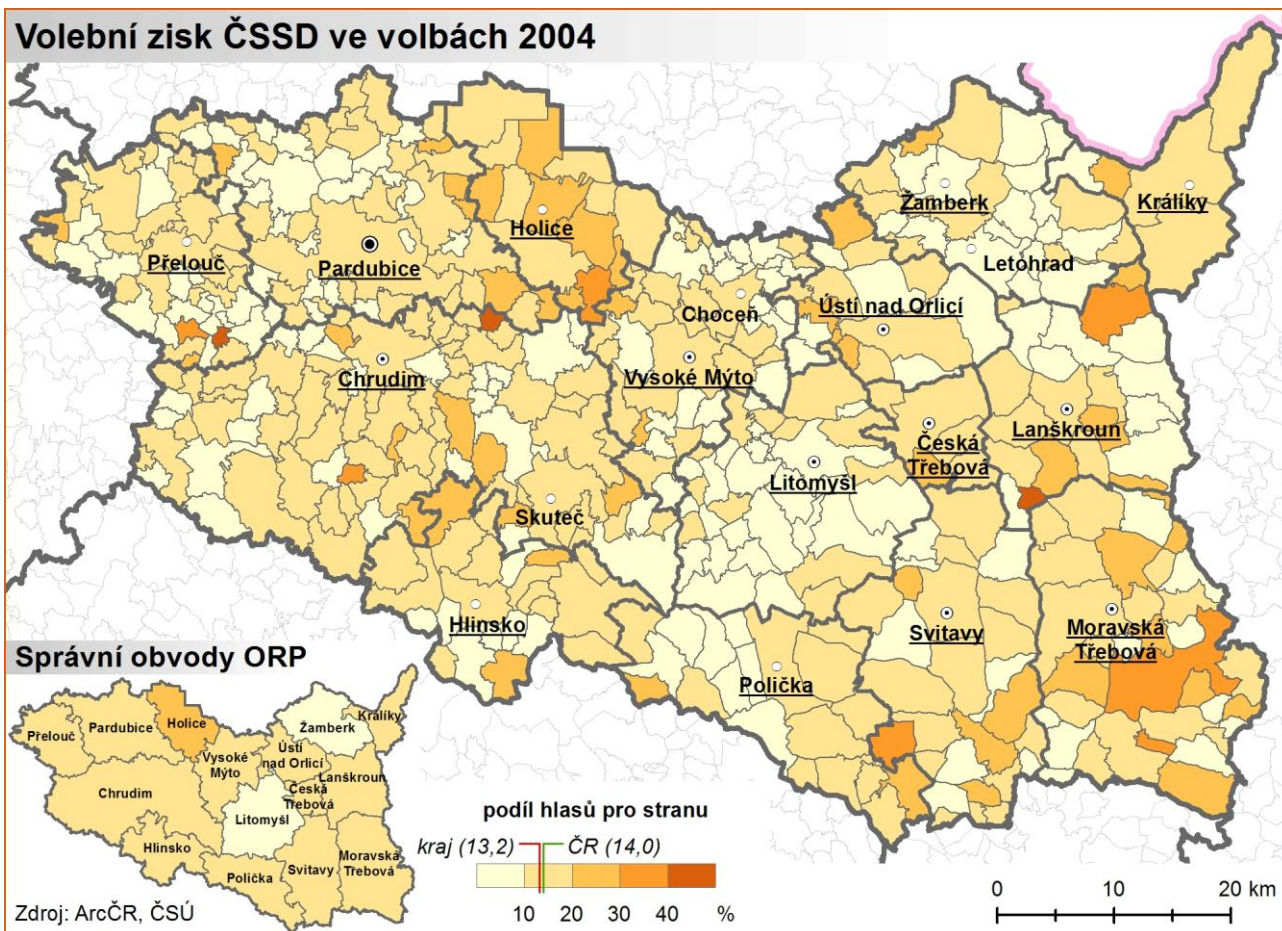 Volební zisk ČSSD ve volbách 2004
Žamberk
Králíky
Holice
Přelouč
Pardubice
Letohrad
Ústí nad Orlicí
Choceň
Chrudim
Vysoké Mýto
Lanškroun
Česká
Třebová
Litomyšl
Skuteč
Hlinsko
Svitavy
Moravská
Třebová
Polička
Správní obvody ORP
Králíky
Holice
Žamberk
Pardubice
Přelouč
Ústí
nad Orlicí
Vysoké
Mýto
Lanškroun
Chrudim
Česká
Třebová
Litomyšl
Hlinsko
Moravská
Třebová
Svitavy
Polička
podíl hlasů pro stranu
kraj (13,2)
ČR (14,0)
10 20 30 40 %
0 10 20 km
Zdroj: ArcČR, ČSÚ